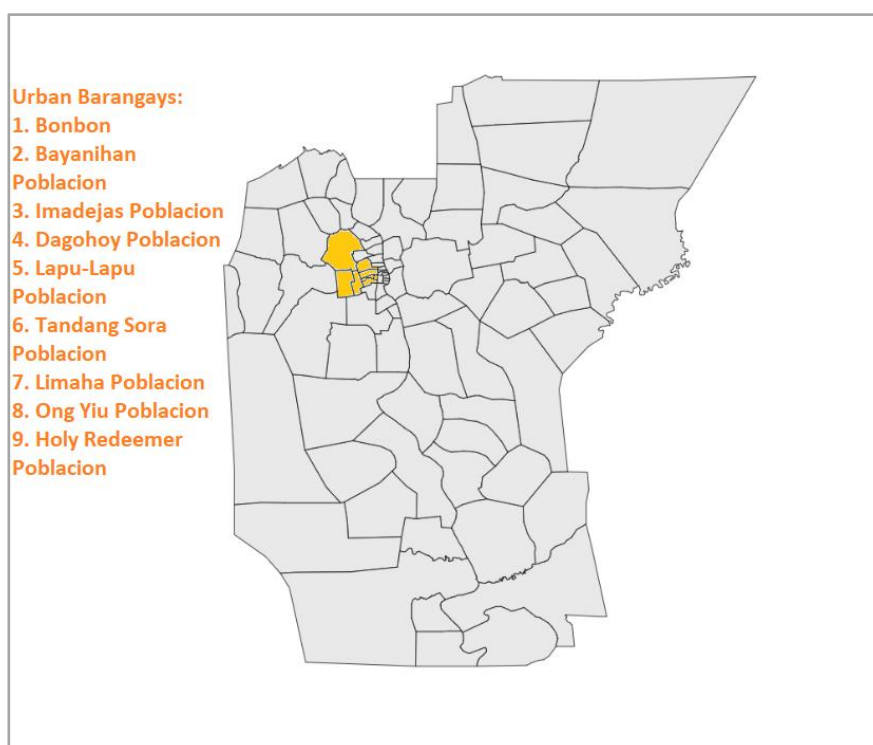 Urban Barangays:
1. Bonbon
2. Bayanihan
Poblacion
3. Imadejas Poblacion
4. Dagohoy Poblacion
5. Lapu-Lapu
Poblacion
6. Tandang Sora
Poblacion
7. Limaha Poblacion
8. Ong Yiu Poblacion
9. Holy Redeemer
Poblacion